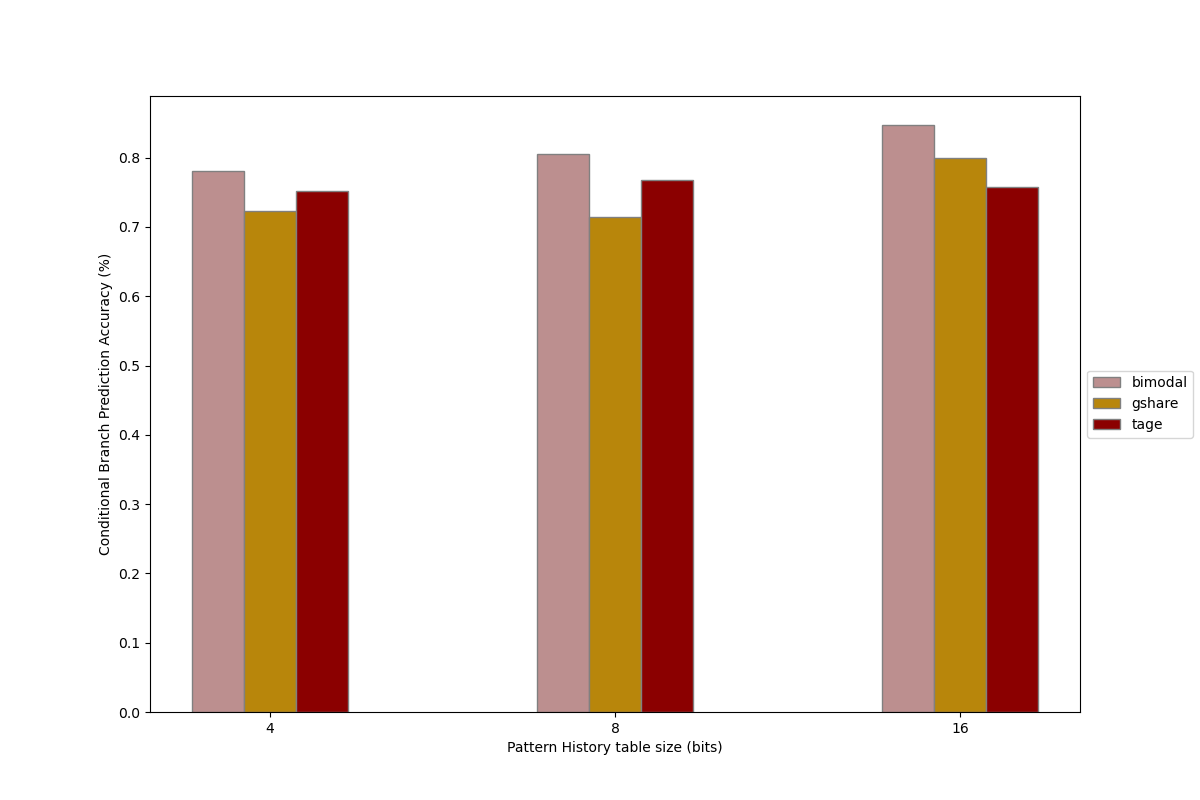 Conditional Branch Prediction Accuracy (%)
0.8
0.7
0.6
0.5
0.4
0.3
0.2
0.1
0.0
4 8 16
Pattern History table size (bits)
bimodal
gshare
tage